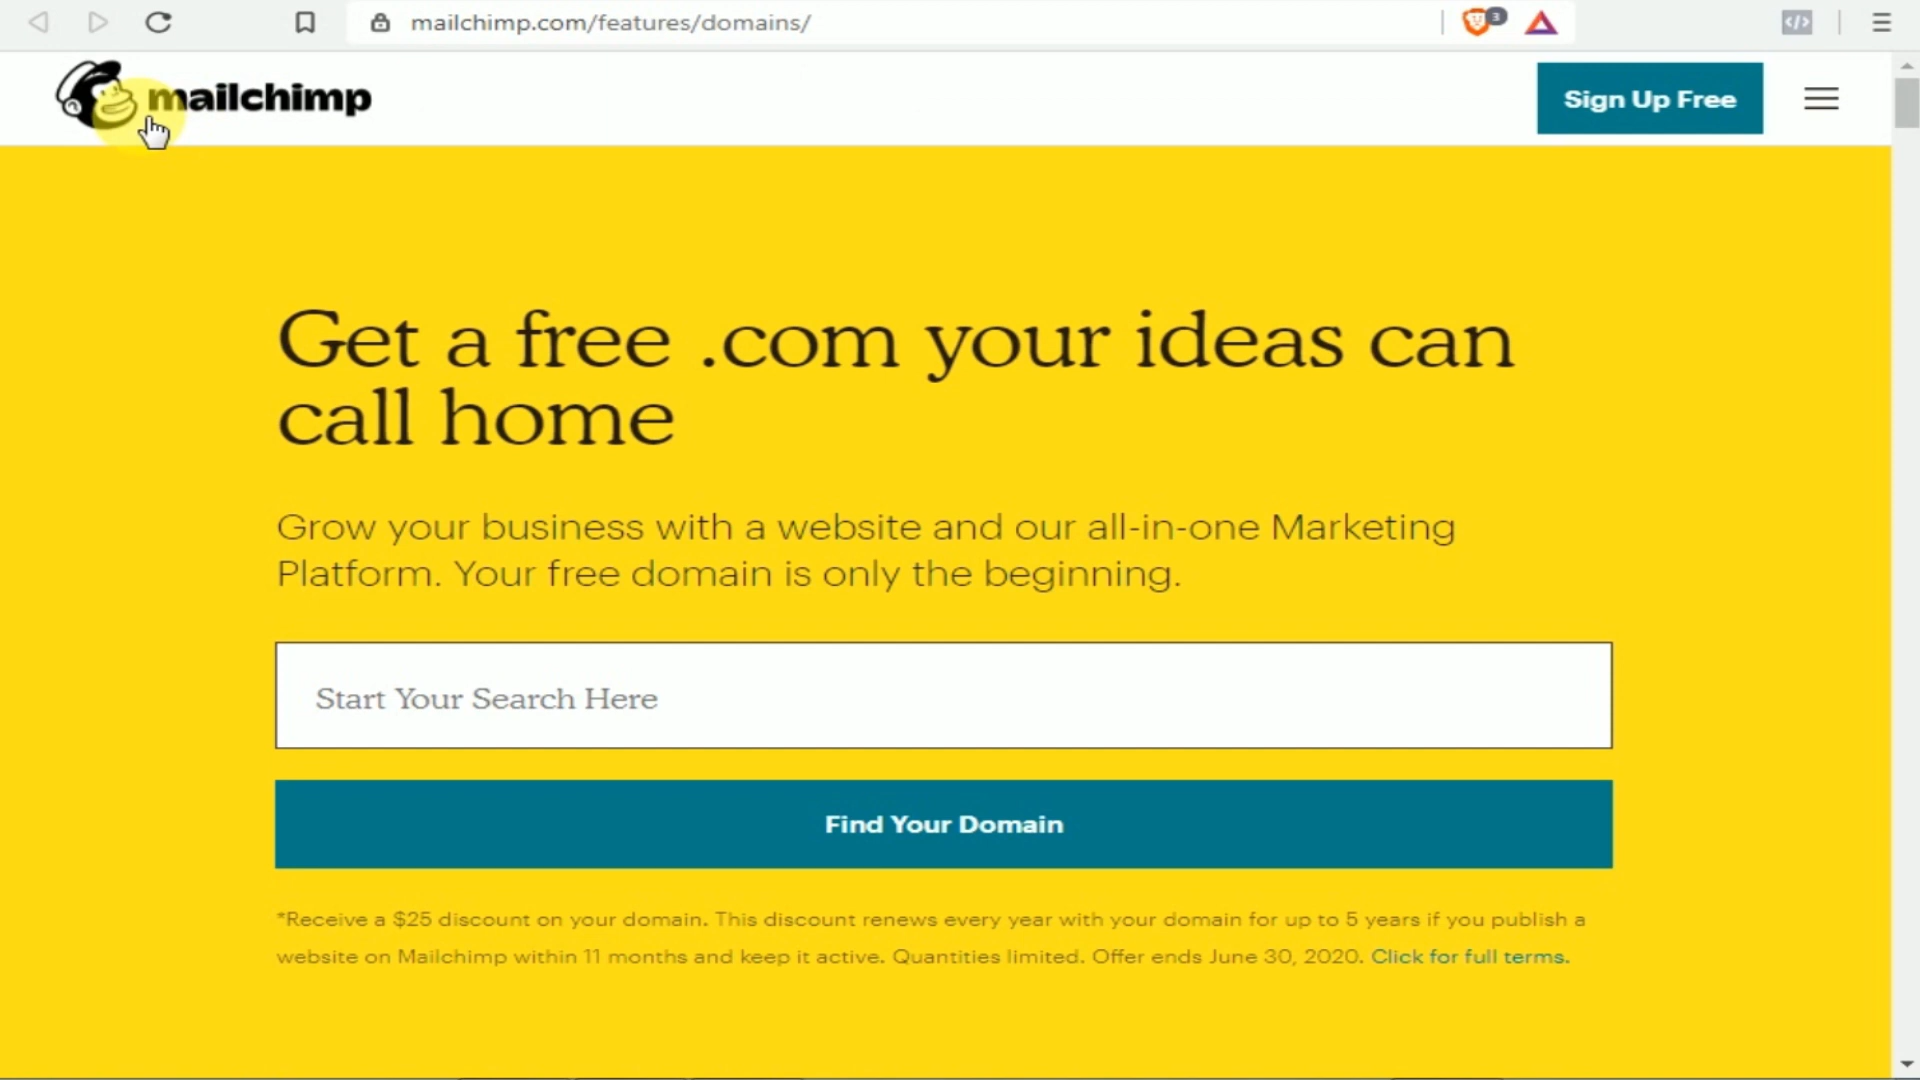 mailchimp.com/features/domains/
3
mailchimp
Sign Up Free
Get a free .com your ideas can
call home
Grow your business with a website and our all-in-one Marketing
Platform. Your free domain is only the beginning.
Start Your Search Here
Find Your Domain
*Receive a $25 discount on your domain. This discount renews every year with your domain for up to 5 years if you publish a
website on Mailchimp within 11 months and keep it active. Quantities limited. Offer ends June 30, 2020. Click for full terms.